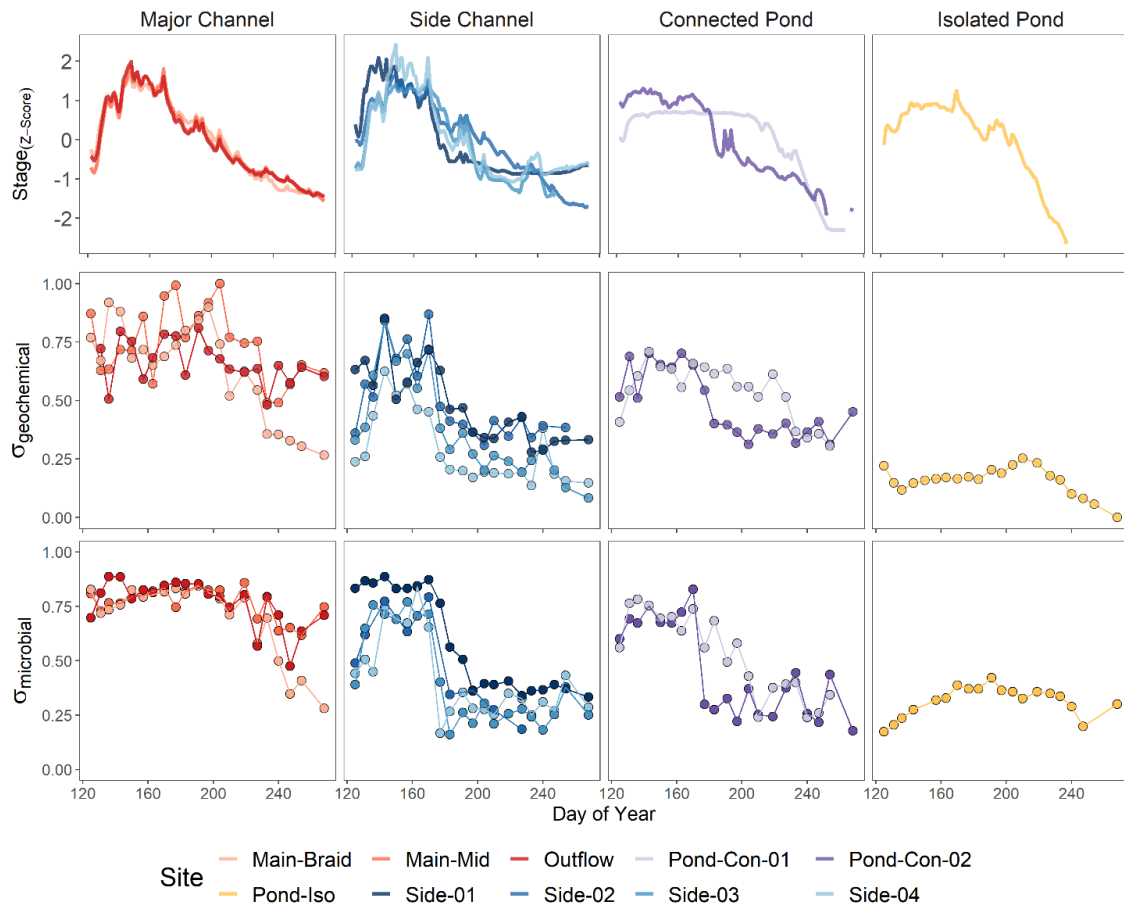 Major Channel Side Channel Connected Pond Isolated Pond
Stage(Z-Score)
2
1
0
-1
-2
σgeochemical
1.00
0.75
0.50
0.25
0.00
σmicrobial
1.00
0.75
0.50
0.25
0.00
120 160 200 240 120 160 200 240 120 160 200 240 120 160 200 240
Day of Year
Site
Main-Braid Main-Mid Outflow Pond-Con-01 Pond-Con-02
Pond-Iso Side-01 Side-02 Side-03 Side-04